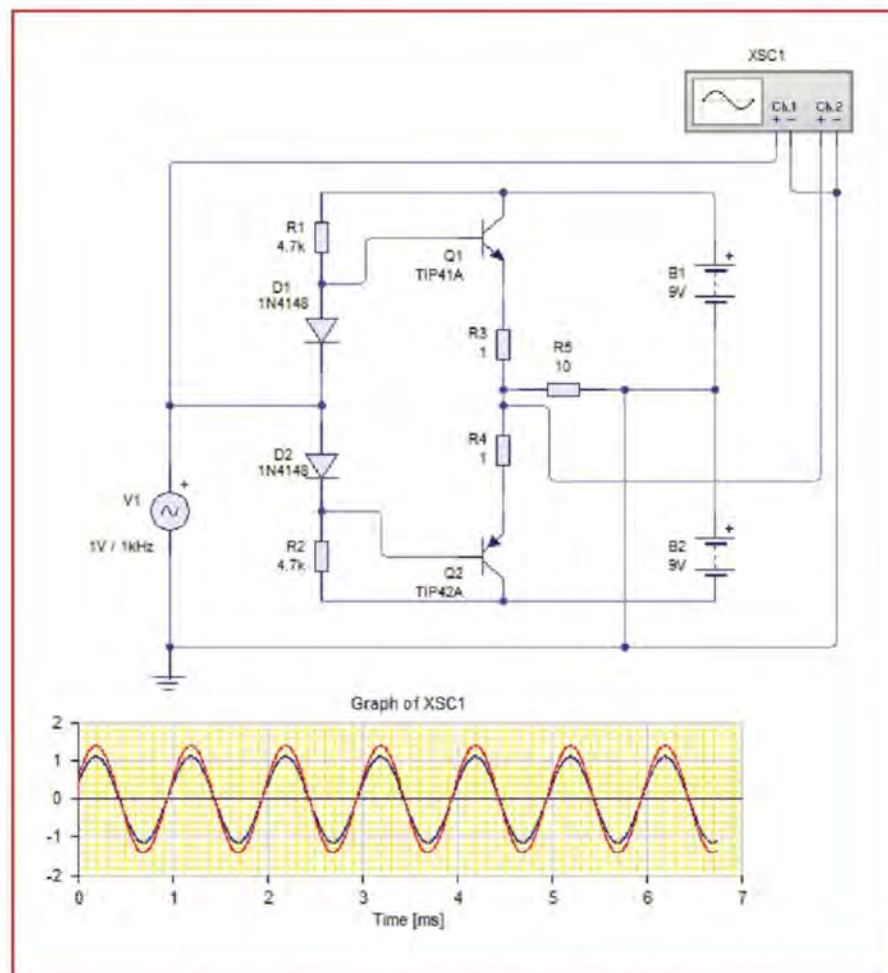 XSC1
Ch.1 Ch.2
+ − + −
R1
4.7k
Q1
TIP41A
+
B1
9V
D1
1N4148
R3
1
R5
10
R4
1
D2
1N4148
+
V1
1V / 1kHz
R2
4.7k
Q2
TIP42A
+
B2
9V
Graph of XSC1
2
1
0
-1
-2
0 1 2 3 4 5 6 7
Time [ms]